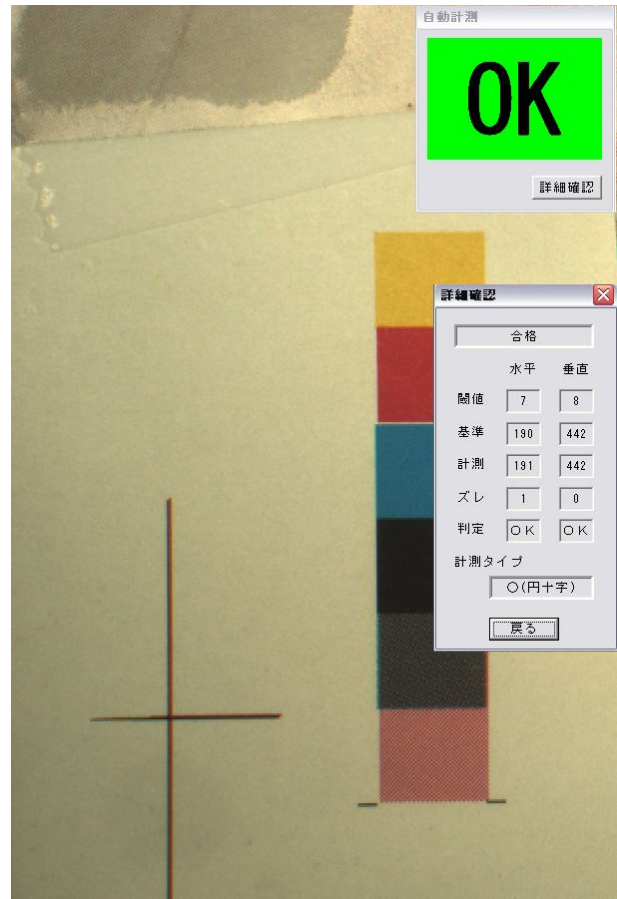 自動計測
OK
詳細確認
詳細確認
合格
水平 垂直
閾値 7 8
基準 190 442
計測 191 442
ズレ 1 0
判定 OK OK
計測タイプ
○(円十字)
戻る